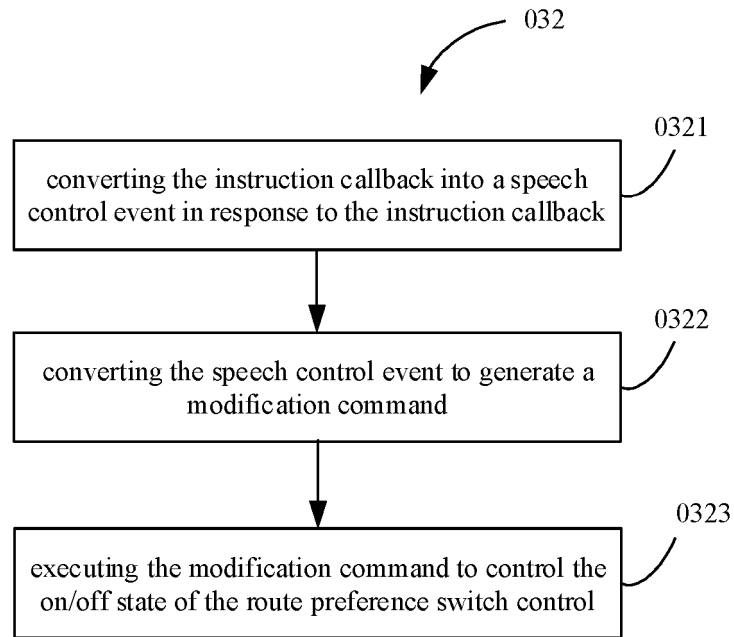 032
0321
converting the instruction callback into a speech
control event in response to the instruction callback
0322
converting the speech control event to generate a
modification command
0323
executing the modification command to control the
on/off state of the route preference switch control